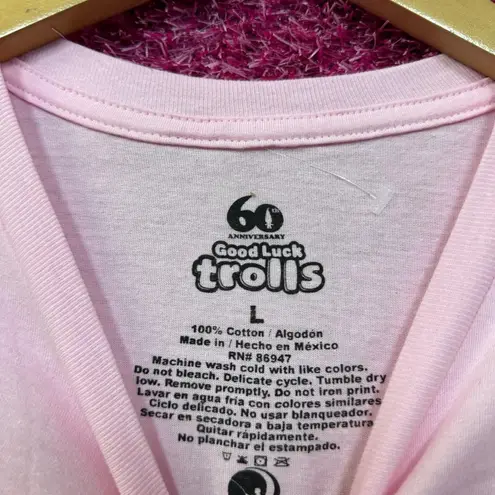 60TH
ANNIVERSARY
Good Luck
trolls
L
100% Cotton / Algodón
Made in / Hecho en México
RN# 86947
Machine wash cold with like colors.
Do not bleach. Delicate cycle. Tumble dry
low. Remove promptly. Do not iron print.
Lavar en agua fría con colores similares
Ciclo delicado. No usar blanqueador.
Secar en secadora a baja temperatura
Quitar rápidamente.
No planchar el estampado.